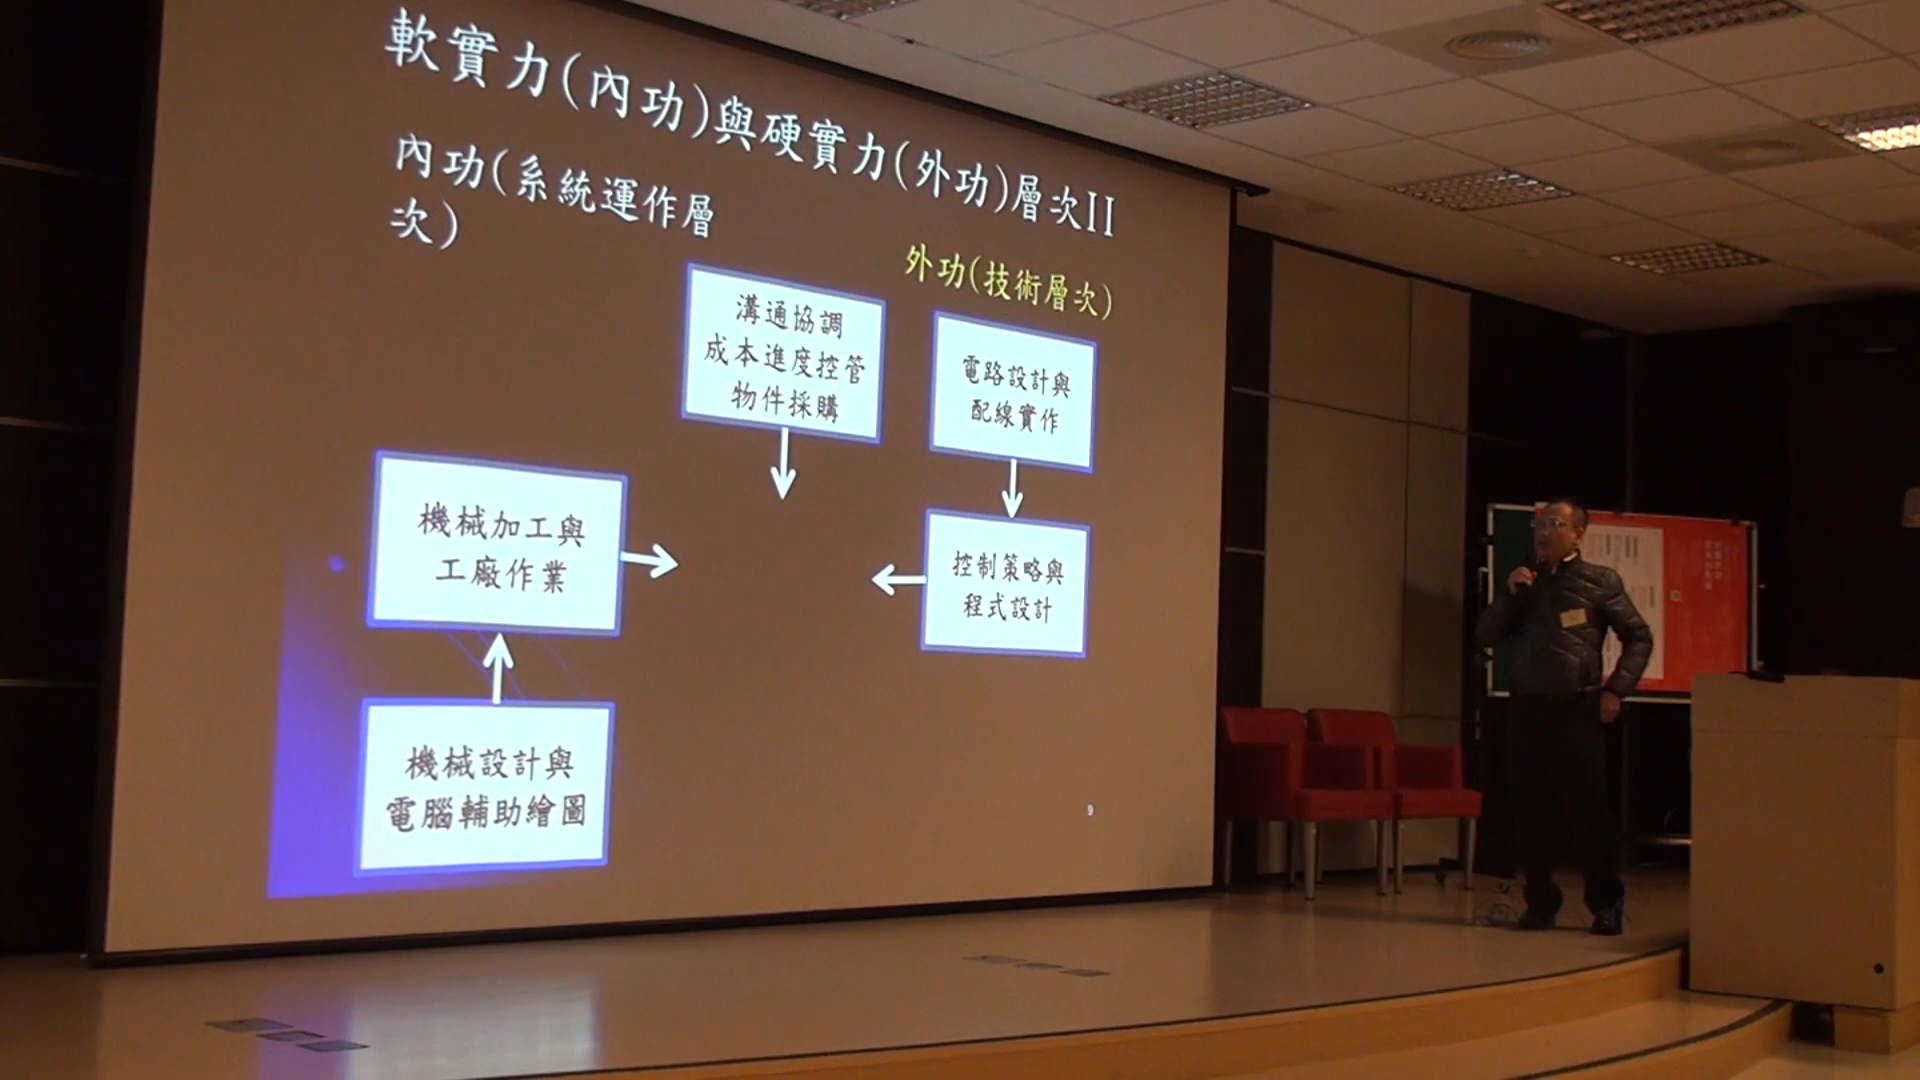 軟實力(內功)與硬實力(外功)層次II
內功(系統運作層
次)
外功(技術層次)
溝通協調
成本進度控管
物件採購
電路設計與
配線實作
機械加工與
工廠作業
控制策略與
程式設計
機械設計與
電腦輔助繪圖
9